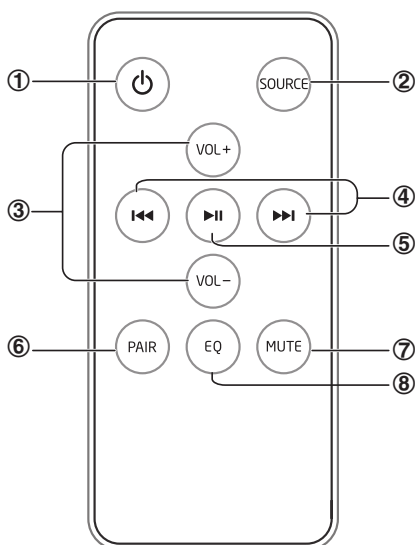 ① SOURCE ②
VOL+
③ ④
⑤
VOL−
⑥ PAIR EQ MUTE ⑦
⑧